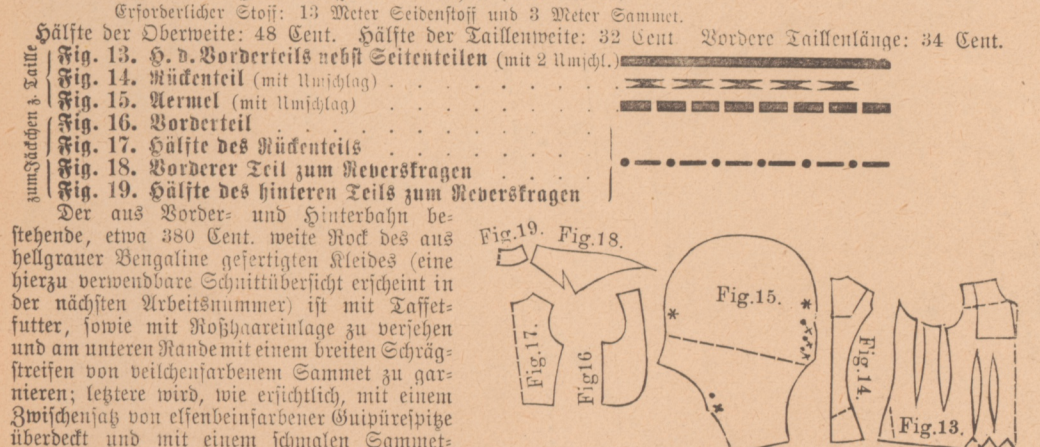 Erforderlicher Stoff: 13 Meter Seidenstoff und 3 Meter Sammet.
Hälfte der Oberweite: 48 Cent. Hälfte der Taillenweite: 32 Cent Vordere Taillenlänge: 34 Cent.
z. Taille
Fig. 13. H. d. Vorderteils nebst Seitenteilen (mit 2 Umschl.)
Fig. 14. Rückenteil (mit Umschlag)
Fig. 15. Aermel (mit Umschlag)
zum Jäckchen
Fig. 16. Vorderteil
Fig. 17. Hälfte des Rückenteils
Fig. 18. Vorderer Teil zum Reverskragen
Fig. 19. Hälfte des hinteren Teils zum Reverskragen
Der aus Vorder= und Hinterbahn be=
stehende, etwa 380 Cent. weite Rock des aus
hellgrauer Bengaline gefertigten Kleides (eine
hierzu verwendbare Schnittübersicht erscheint in
der nächsten Arbeitsnummer) ist mit Taffet=
futter, sowie mit Roßhaareinlage zu versehen
und am unteren Rande mit einem breiten Schräg=
streifen von veilchenfarbenem Sammet zu gar=
nieren; letztere wird, wie ersichtlich, mit einem
Zwischensatz von elfenbeinfarbener Guipürespitze
überdeckt und mit einem schmalen Sammet=
Fig.19.
Fig.18.
Fig.15.
Fig.17.
Fig16
Fig.14.
Fig.13.